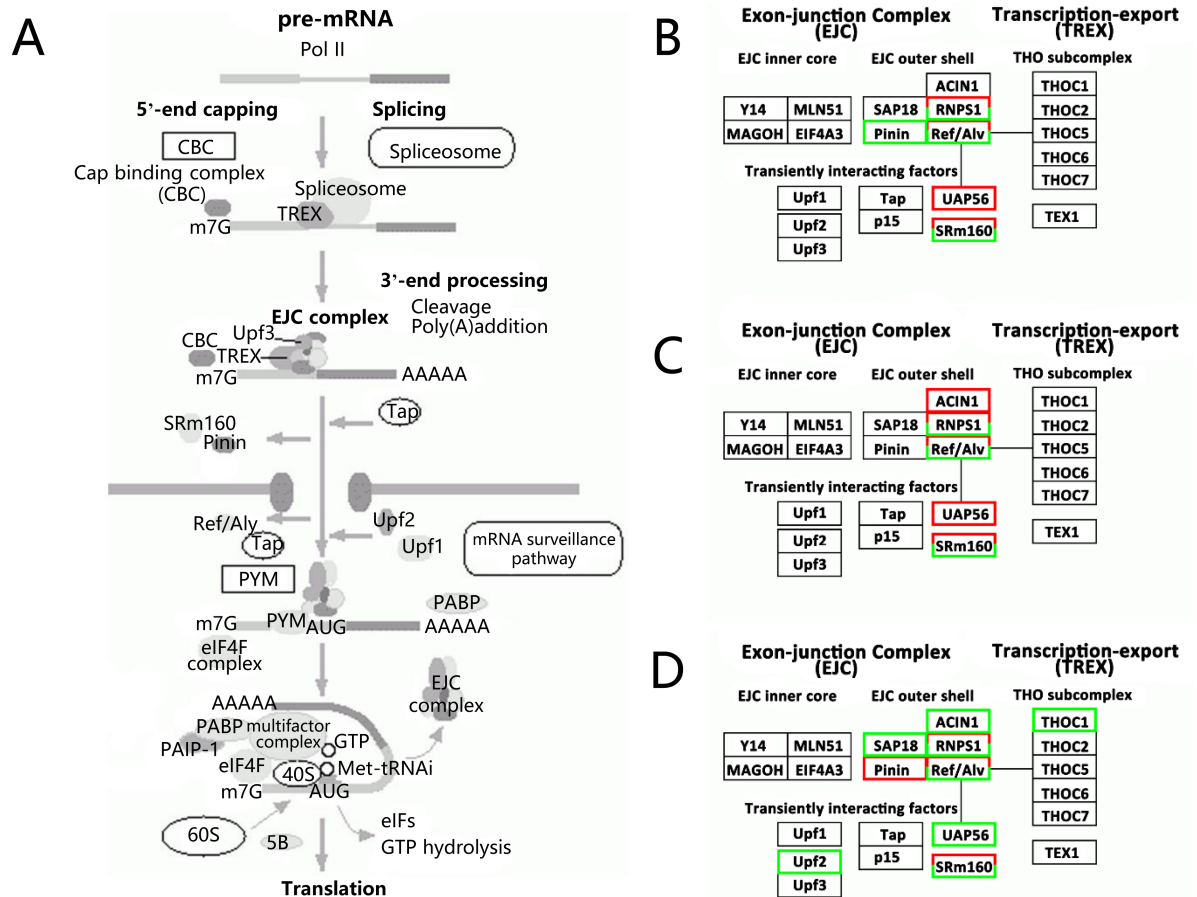 A
pre-mRNA
Pol II
5’-end capping
Splicing
CBC
Spliceosome
Cap binding complex
(CBC)
Spliceosome
TREX
m7G
3’-end processing
Cleavage
Poly(A)addition
EJC complex
Upf3
CBC
TREX
m7G
AAAAA
Tap
SRm160
Pinin
Ref/Aly
Tap
Upf2
Upf1
mRNA surveillance
pathway
PYM
PABP
m7G
PYM
AUG
AAAAA
eIF4F
complex
EJC
complex
AAAAA
PABP
multifactor
complex
GTP
PAIP-1
eIF4F
40S
Met-tRNAi
m7G
AUG
60S
5B
eIFs
GTP hydrolysis
Translation
B
Exon-junction Complex
(EJC)
Transcription-export
(TREX)
EJC inner core
EJC outer shell
THO subcomplex
ACIN1
THOC1
Y14 MLN51 SAP18 RNPS1 THOC2
MAGOH EIF4A3 Pinin Ref/Alv THOC5
THOC6
Transiently interacting factors
THOC7
Upf1 Tap UAP56
Upf2 p15 SRm160 TEX1
Upf3
C
Exon-junction Complex
(EJC)
Transcription-export
(TREX)
EJC inner core
EJC outer shell
THO subcomplex
ACIN1
THOC1
Y14 MLN51 SAP18 RNPS1 THOC2
MAGOH EIF4A3 Pinin Ref/Alv THOC5
THOC6
Transiently interacting factors
THOC7
Upf1 Tap UAP56
Upf2 p15 SRm160 TEX1
Upf3
D
Exon-junction Complex
(EJC)
Transcription-export
(TREX)
EJC inner core
EJC outer shell
THO subcomplex
ACIN1
THOC1
Y14 MLN51 SAP18 RNPS1 THOC2
MAGOH EIF4A3 Pinin Ref/Alv THOC5
THOC6
Transiently interacting factors
THOC7
Upf1 Tap UAP56
Upf2 p15 SRm160 TEX1
Upf3